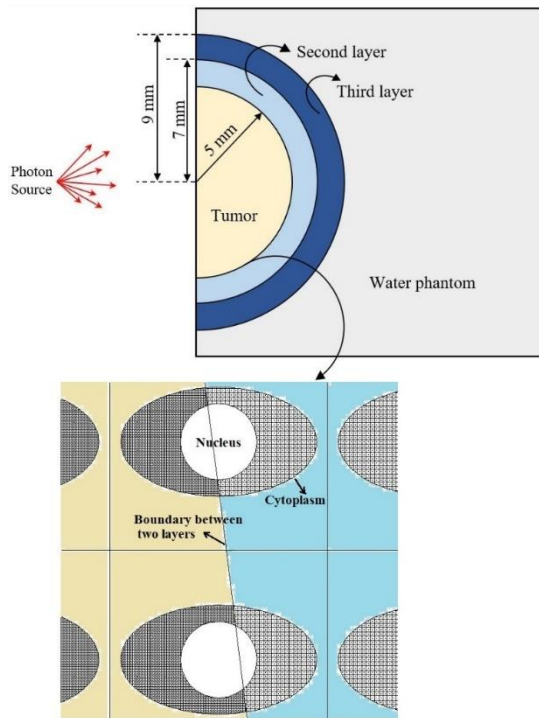 Second layer
Third layer
9 mm
7 mm
5 mm
Photon
Source
Tumor
Water phantom
Nucleus
Cytoplasm
Boundary between
two layers